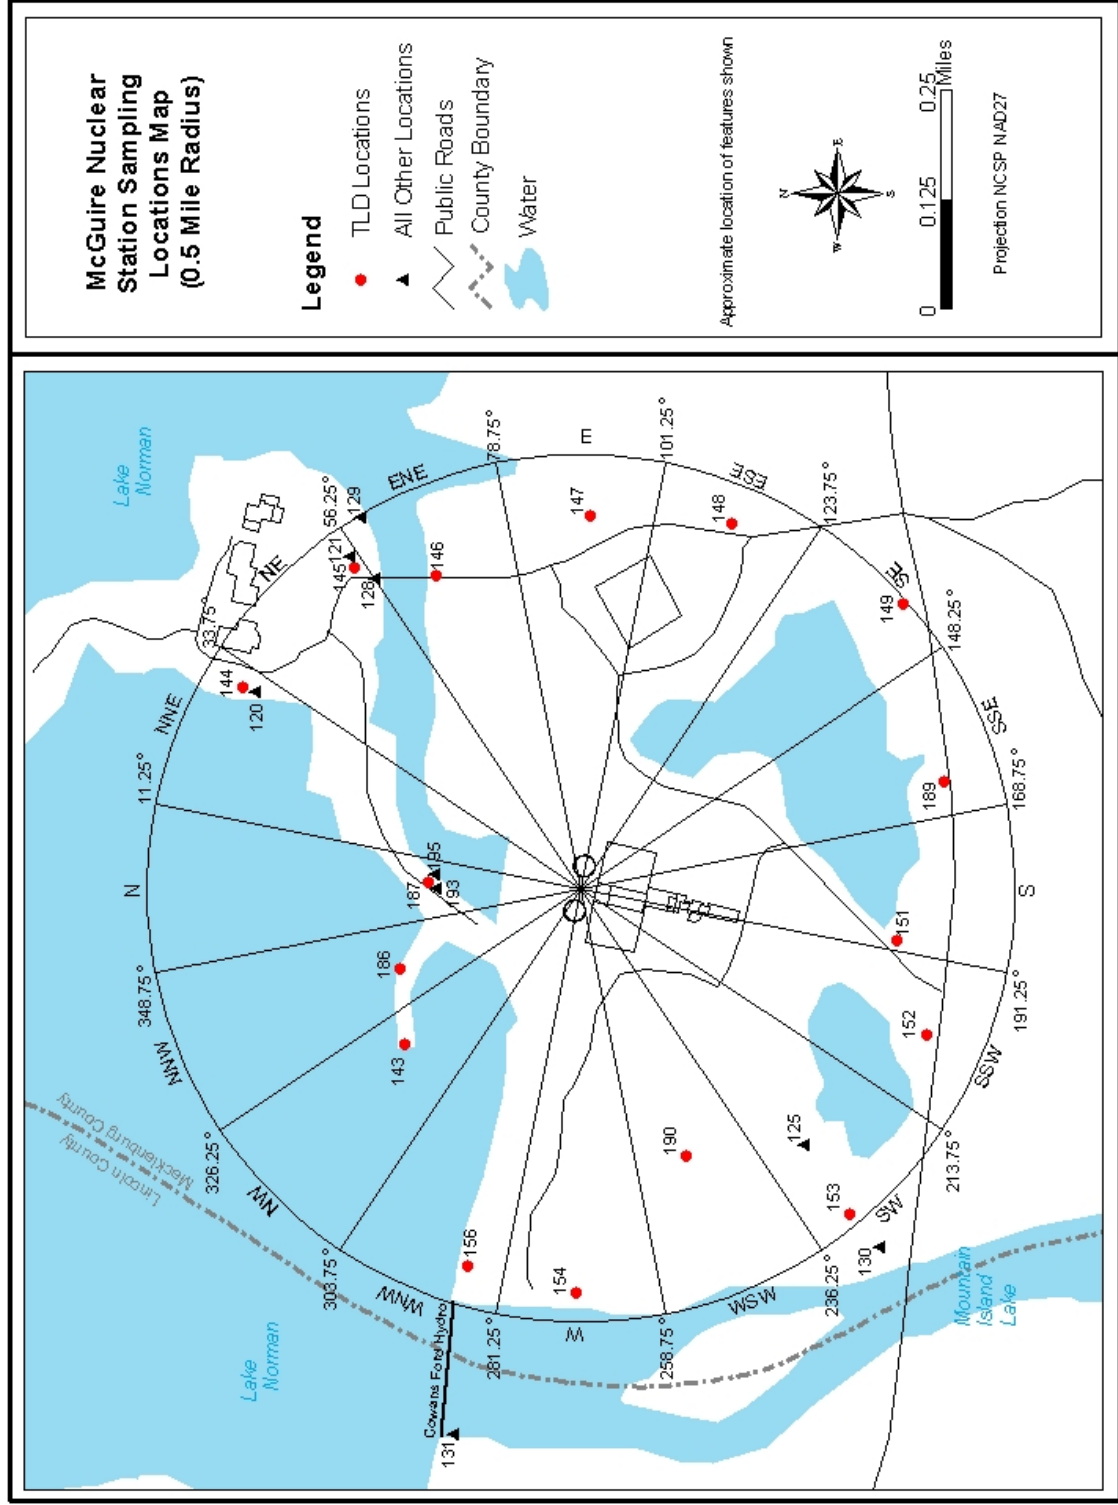 McGuire Nuclear
Station Sampling
Locations Map
(0.5 Mile Radius)
Legend
TLD Locations
All Other Locations
Public Roads
County Boundary
Water
Approximate location of features shown
N
W
E
S
0
0.125
0.25
Miles
Projection NCSP NAD27
Lake
Norman
Lake
Norman
Lincoln County
Mecklenburg County
Cowans Ford Hydro
Mountain
Island
Lake
N
11.25°
NNE
33.75°
NE
56.25°
ENE
78.75°
E
101.25°
ESE
123.75°
SE
148.25°
SSE
168.75°
S
191.25°
SSW
213.75°
SW
236.25°
WSW
258.75°
W
281.25°
WNW
303.75°
NW
326.25°
NNW
348.75°
144
120
145
121
128
129
146
147
148
149
189
151
152
125
153
130
190
154
156
131
143
186
187
195
193